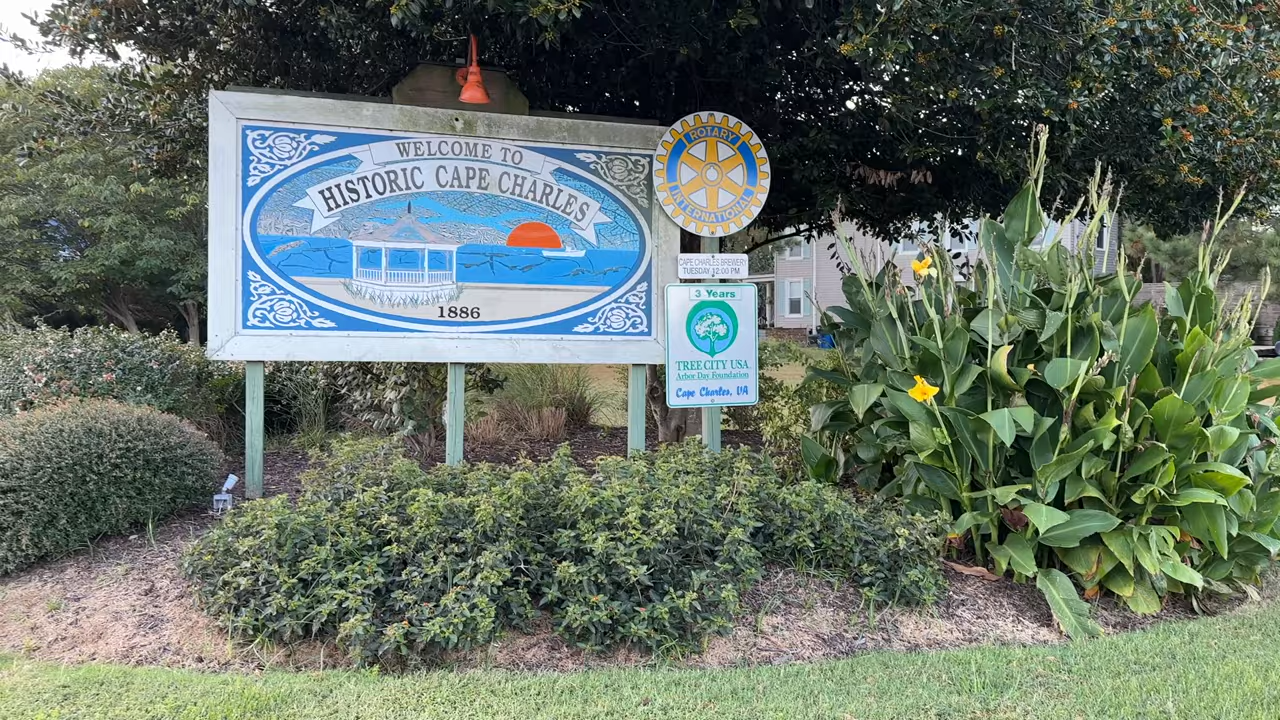 WELCOME TO
HISTORIC CAPE CHARLES
1886
ROTARY
INTERNATIONAL
CAPE CHARLES BREWERY
TUESDAY 12:00 PM
3 Years
TREE CITY USA
Arbor Day Foundation
Cape Charles, VA